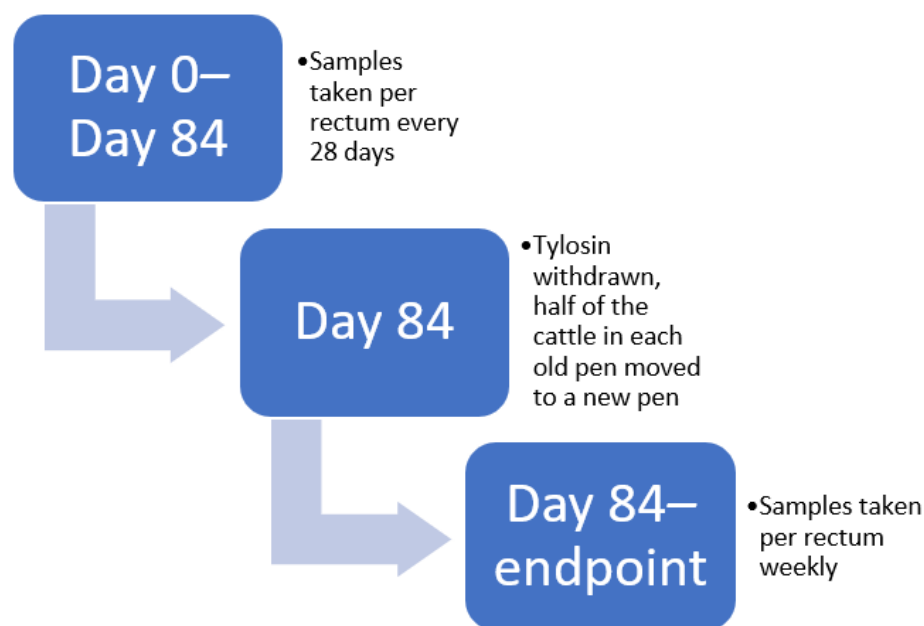 Day 0–
Day 84
•Samples
taken per
rectum every
28 days
Day 84
•Tylosin
withdrawn,
half of the
cattle in each
old pen moved
to a new pen
Day 84–
endpoint
•Samples taken
per rectum
weekly